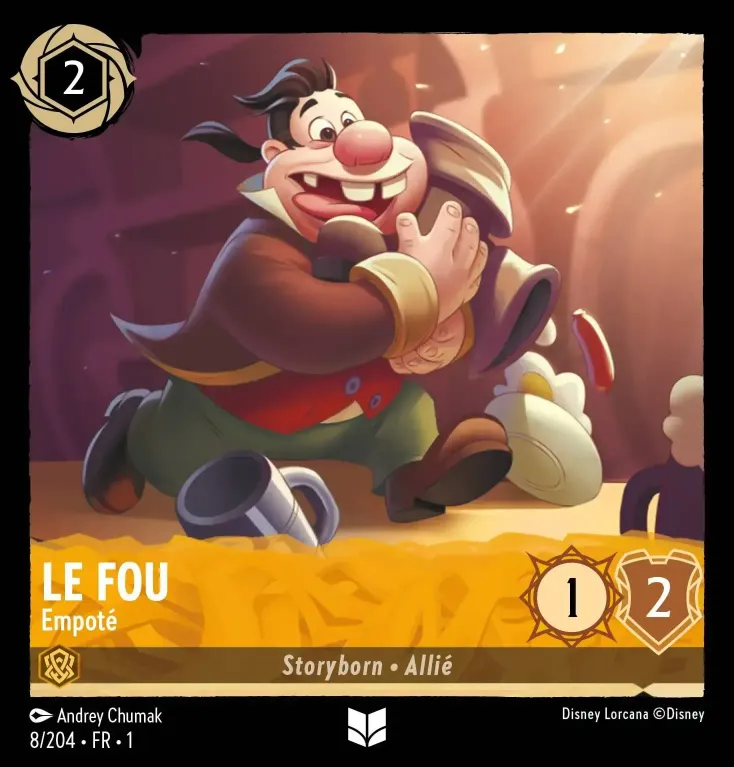 2
LE FOU
Empoté
1
2
Storyborn • Allié
Andrey Chumak
Disney Lorcana ©Disney
8/204 • FR • 1